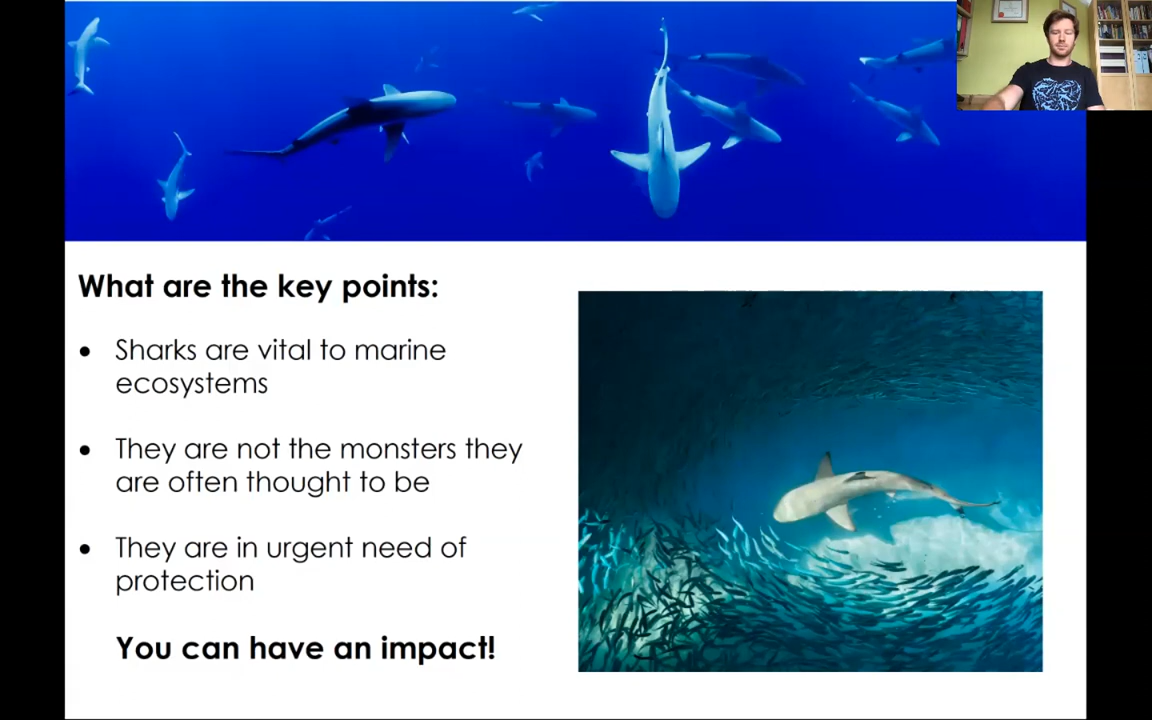 What are the key points:
• Sharks are vital to marine
ecosystems
• They are not the monsters they
are often thought to be
• They are in urgent need of
protection
You can have an impact!